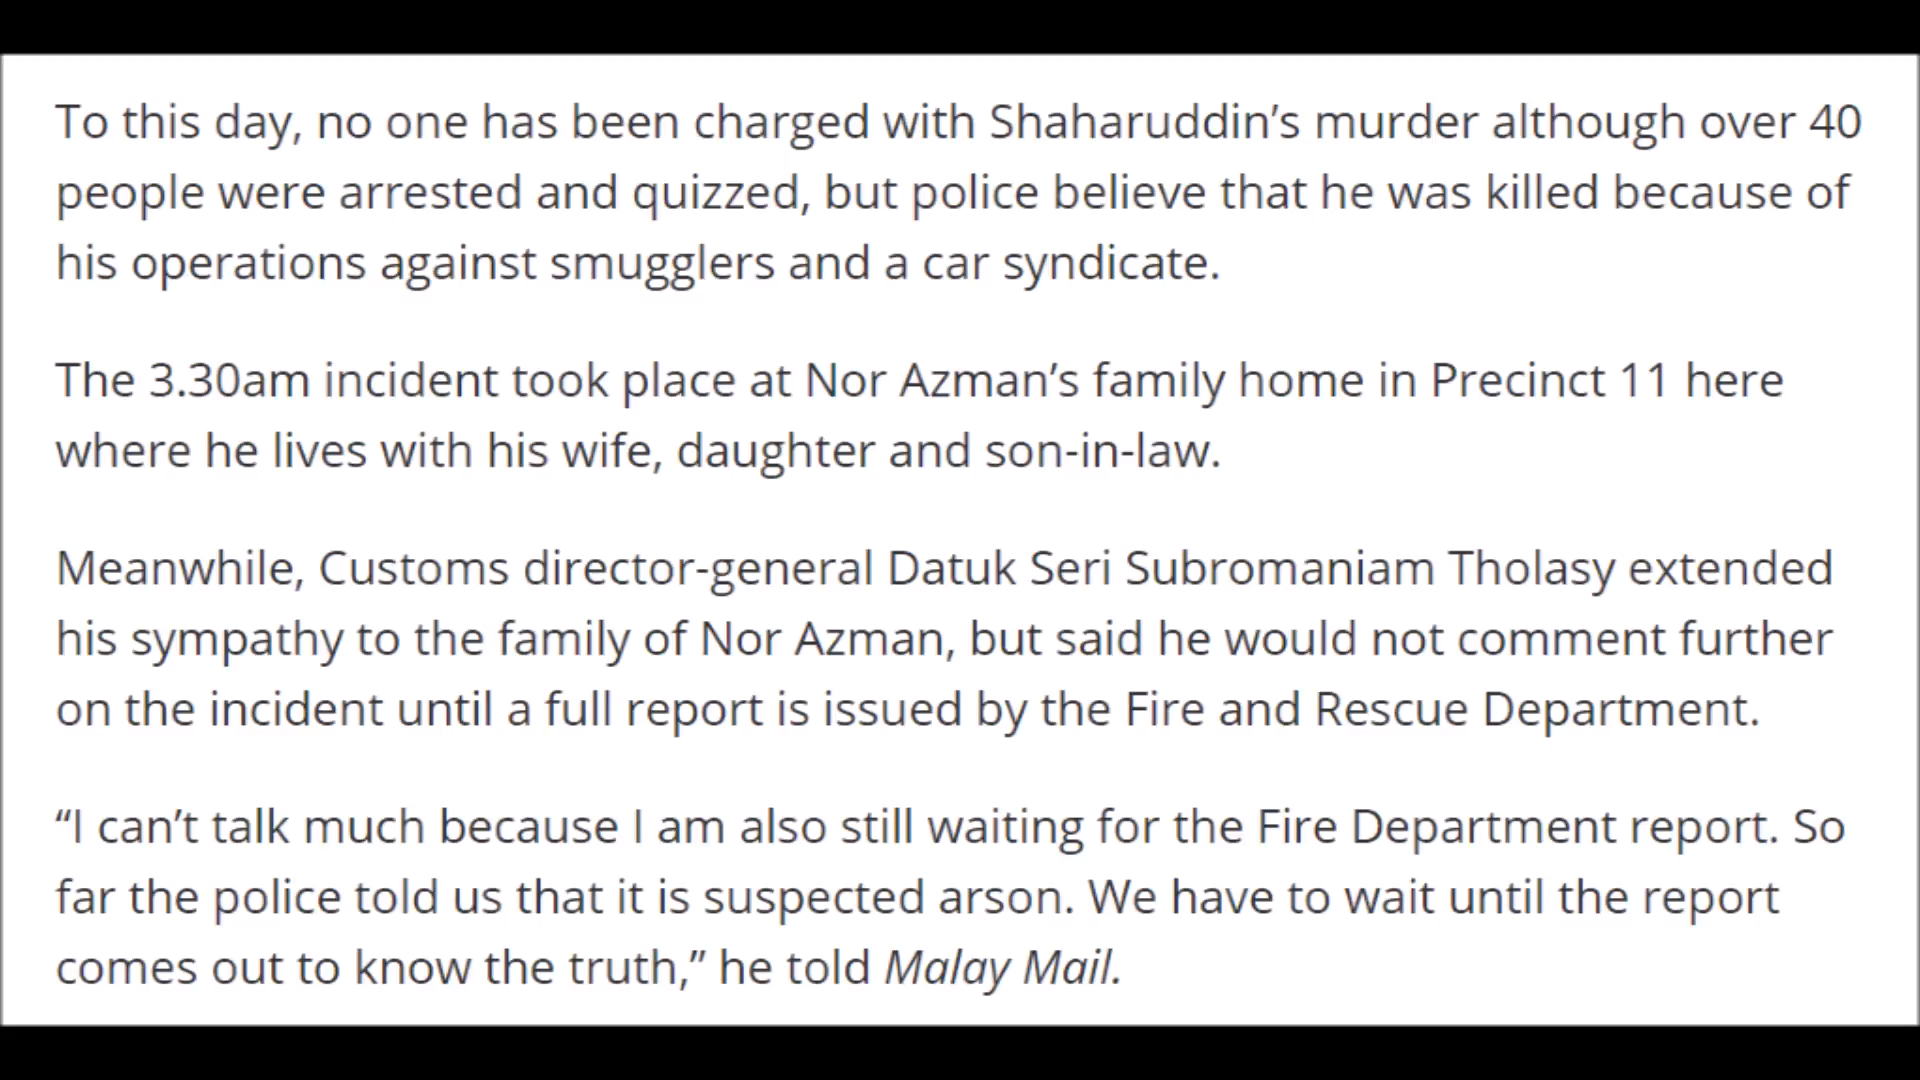 To this day, no one has been charged with Shaharuddin’s murder although over 40
people were arrested and quizzed, but police believe that he was killed because of
his operations against smugglers and a car syndicate.
The 3.30am incident took place at Nor Azman’s family home in Precinct 11 here
where he lives with his wife, daughter and son-in-law.
Meanwhile, Customs director-general Datuk Seri Subromaniam Tholasy extended
his sympathy to the family of Nor Azman, but said he would not comment further
on the incident until a full report is issued by the Fire and Rescue Department.
“I can’t talk much because I am also still waiting for the Fire Department report. So
far the police told us that it is suspected arson. We have to wait until the report
comes out to know the truth,” he told Malay Mail.